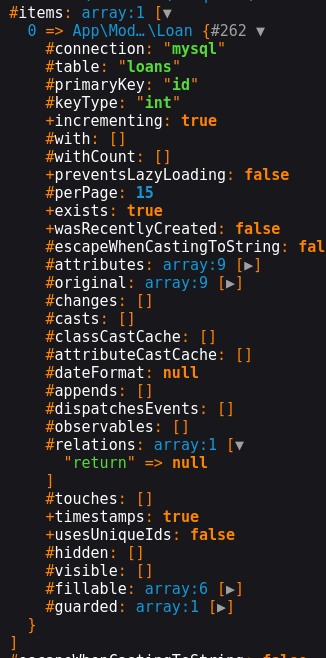 #items: array:1 [▼
0 => App\Mod…\Loan {#262 ▼
#connection: "mysql"
#table: "loans"
#primaryKey: "id"
#keyType: "int"
+incrementing: true
#with: []
#withCount: []
+preventsLazyLoading: false
#perPage: 15
+exists: true
+wasRecentlyCreated: false
#escapeWhenCastingToString: fal
#attributes: array:9 [▶]
#original: array:9 [▶]
#changes: []
#casts: []
#classCastCache: []
#attributeCastCache: []
#dateFormat: null
#appends: []
#dispatchesEvents: []
#observables: []
#relations: array:1 [▼
"return" => null
]
#touches: []
+timestamps: true
+usesUniqueIds: false
#hidden: []
#visible: []
#fillable: array:6 [▶]
#guarded: array:1 [▶]
}
]
#escapeWhenCastingToString: false